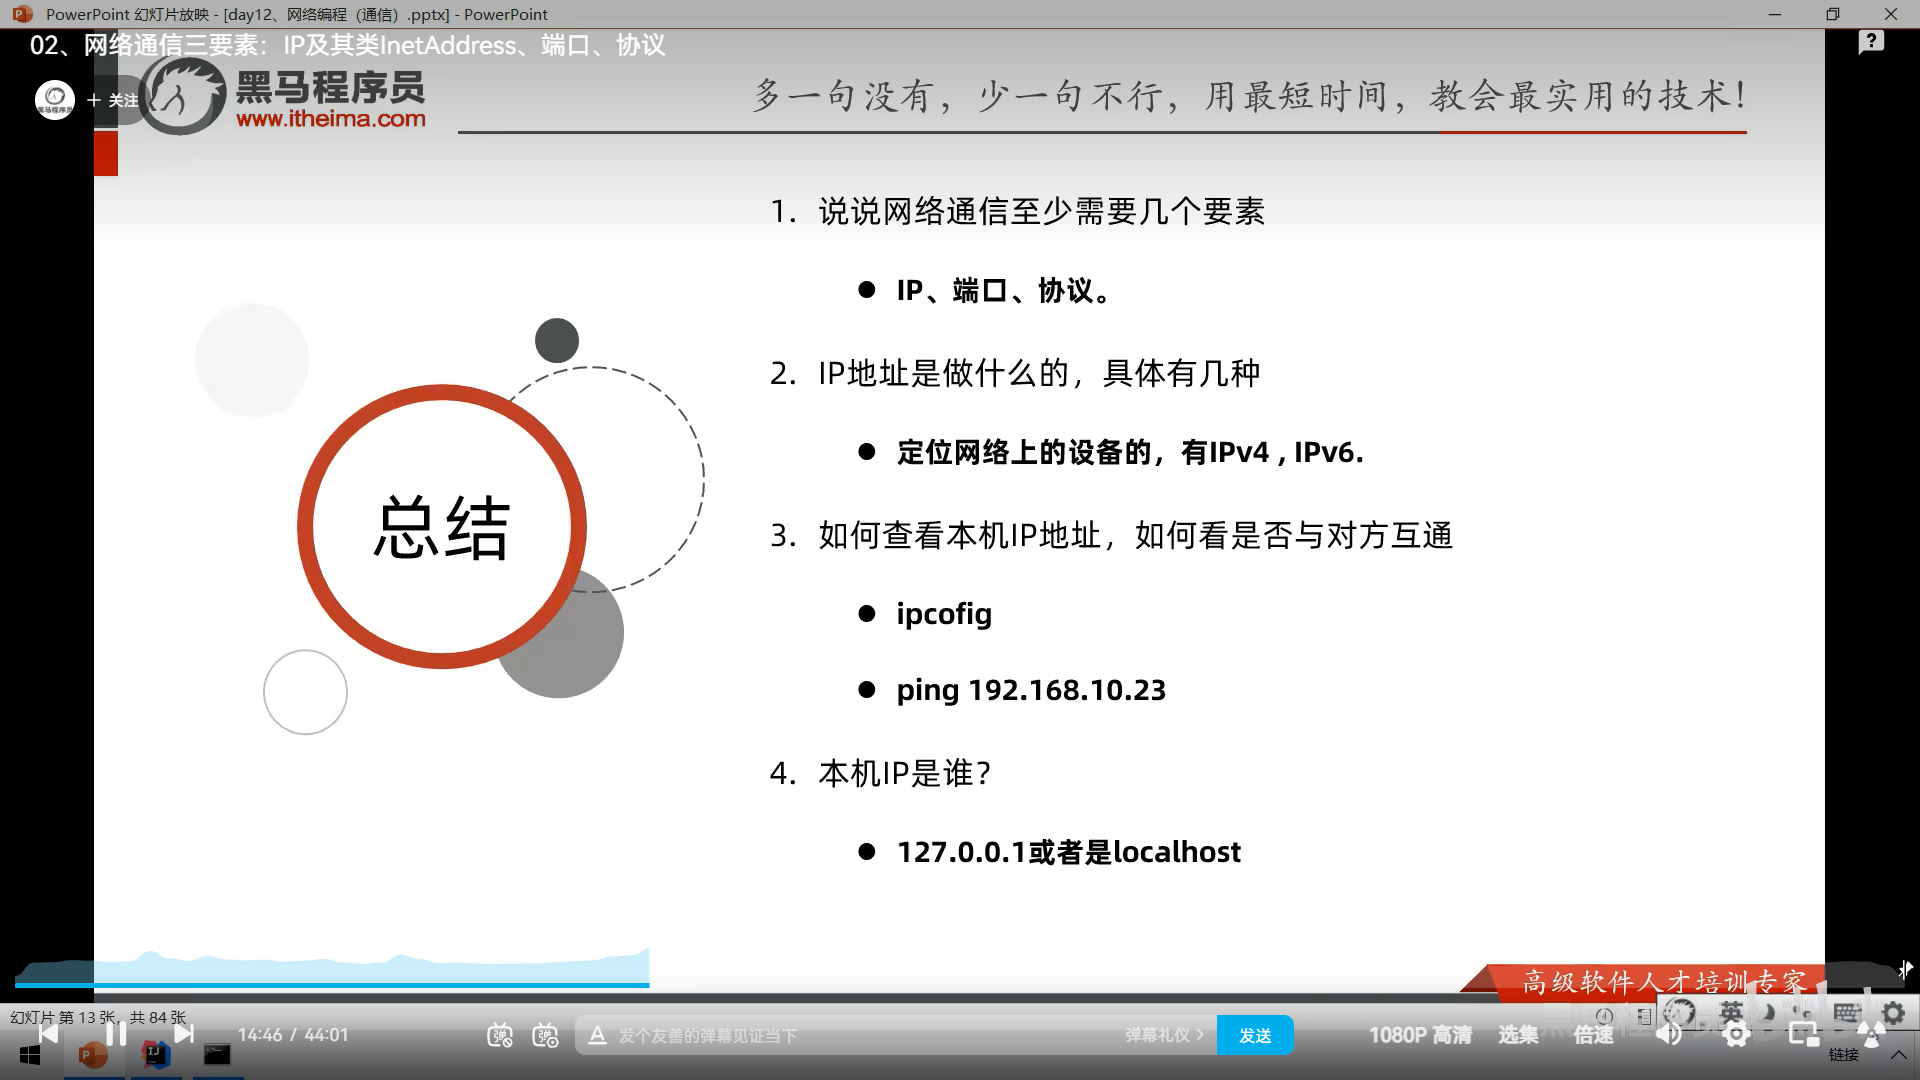 PowerPoint 幻灯片放映 - [day12、网络编程（通信）.pptx] - PowerPoint
02、网络通信三要素：IP及其类InetAddress、端口、协议
+ 关注
黑马程序员
www.itheima.com
多一句没有，少一句不行，用最短时间，教会最实用的技术！
1. 说说网络通信至少需要几个要素
● IP、端口、协议。
2. IP地址是做什么的，具体有几种
● 定位网络上的设备的，有IPv4 , IPv6.
3. 如何查看本机IP地址，如何看是否与对方互通
● ipcofig
● ping 192.168.10.23
4. 本机IP是谁？
● 127.0.0.1或者是localhost
总结
高级软件人才培训专家
幻灯片 第 13 张，共 84 张
英
14:46 / 44:01
发个友善的弹幕见证当下
弹幕礼仪 >
发送
1080P 高清
选集
倍速
链接